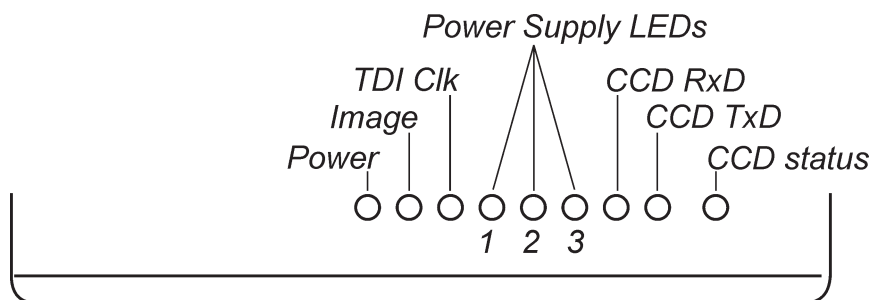 Power Supply LEDs
TDI Clk
CCD RxD
Image
CCD TxD
Power
CCD status
1 2 3